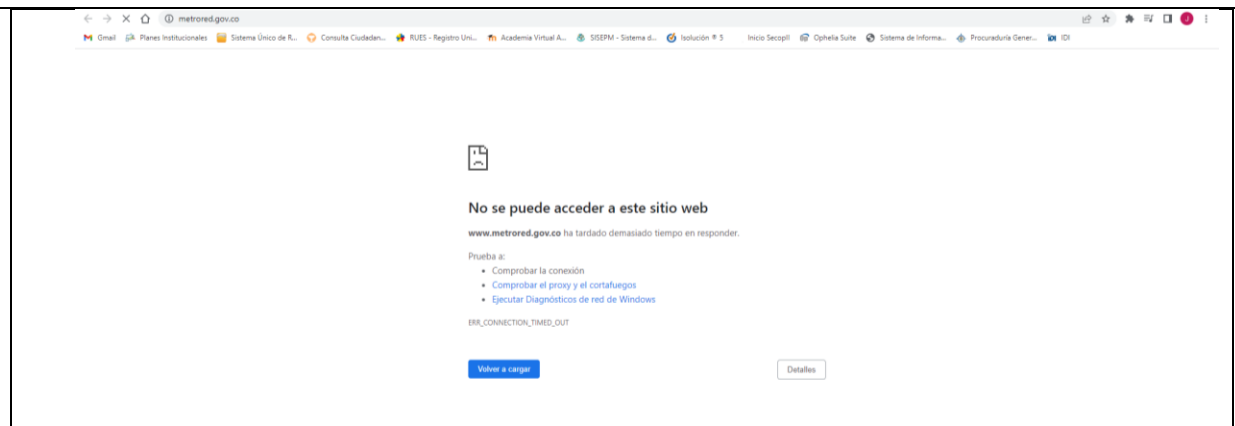 metrored.gov.co
J
Gmail Planes Institucionales Sistema Único de R... Consulta Ciudadan... RUES - Registro Uni... Academia Virtual A... SISEPM - Sistema d... Isolución ® 5 Inicio SecopII Ophelia Suite Sistema de Informa... Procuraduría Gener... IDI
No se puede acceder a este sitio web
www.metrored.gov.co ha tardado demasiado tiempo en responder.
Prueba a:
Comprobar la conexión
Comprobar el proxy y el cortafuegos
Ejecutar Diagnósticos de red de Windows
ERR_CONNECTION_TIMED_OUT
Volver a cargar Detalles